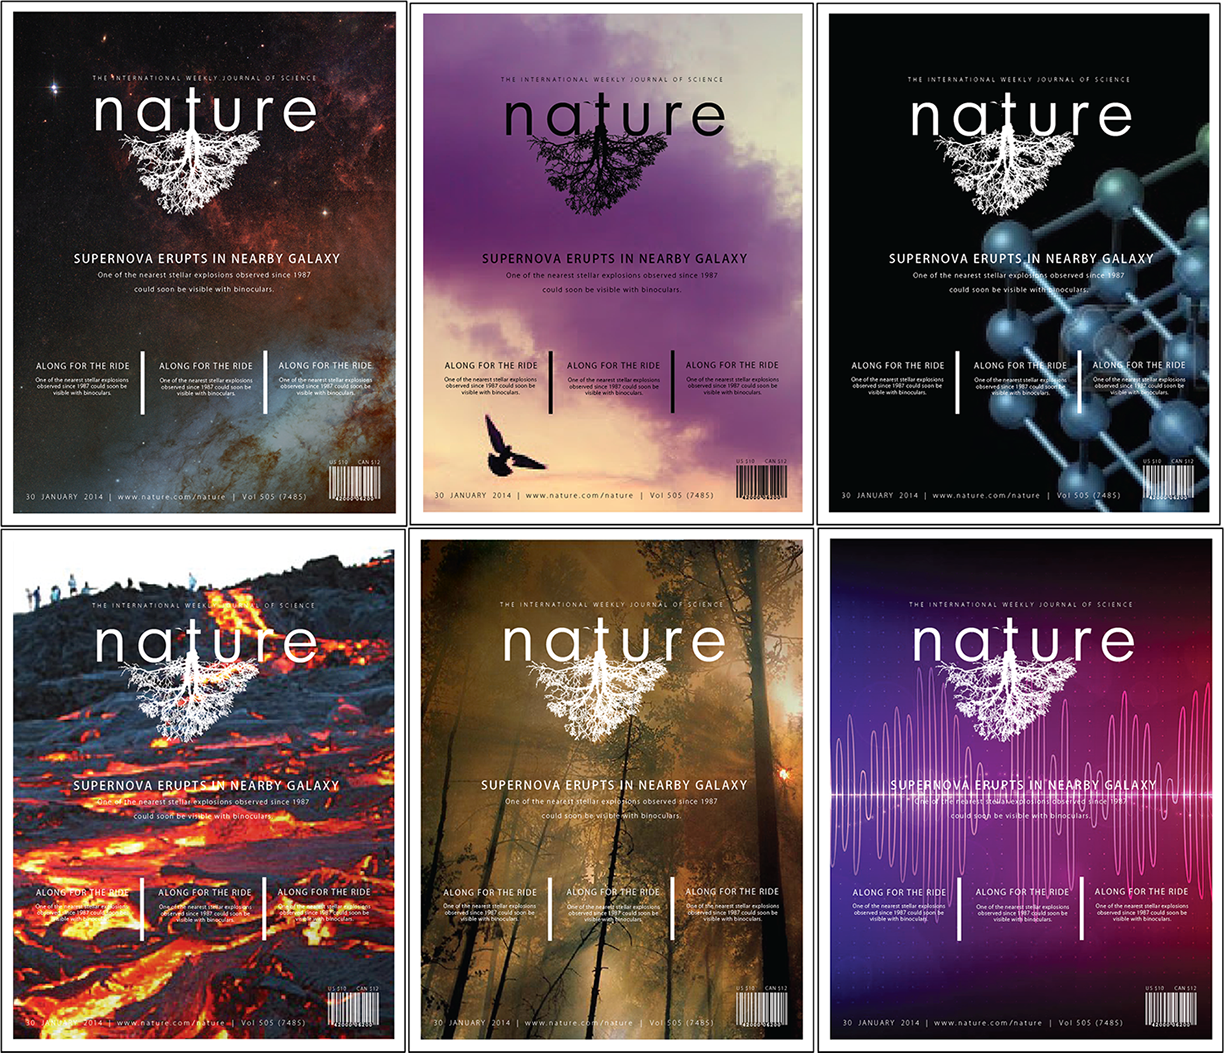 THE INTERNATIONAL WEEKLY JOURNAL OF SCIENCE
nature
SUPERNOVA ERUPTS IN NEARBY GALAXY
One of the nearest stellar explosions observed since 1987
could soon be visible with binoculars.
ALONG FOR THE RIDE
One of the nearest stellar explosions
observed since 1987 could soon be
visible with binoculars.
ALONG FOR THE RIDE
One of the nearest stellar explosions
observed since 1987 could soon be
visible with binoculars.
ALONG FOR THE RIDE
One of the nearest stellar explosions
observed since 1987 could soon be
visible with binoculars.
US $10 CAN $12
30 JANUARY 2014 | www.nature.com/nature | Vol 505 (7485)
THE INTERNATIONAL WEEKLY JOURNAL OF SCIENCE
nature
SUPERNOVA ERUPTS IN NEARBY GALAXY
One of the nearest stellar explosions observed since 1987
could soon be visible with binoculars.
ALONG FOR THE RIDE
One of the nearest stellar explosions
observed since 1987 could soon be
visible with binoculars.
ALONG FOR THE RIDE
One of the nearest stellar explosions
observed since 1987 could soon be
visible with binoculars.
ALONG FOR THE RIDE
One of the nearest stellar explosions
observed since 1987 could soon be
visible with binoculars.
US $10 CAN $12
30 JANUARY 2014 | www.nature.com/nature | Vol 505 (7485)
THE INTERNATIONAL WEEKLY JOURNAL OF SCIENCE
nature
SUPERNOVA ERUPTS IN NEARBY GALAXY
One of the nearest stellar explosions observed since 1987
could soon be visible with binoculars.
ALONG FOR THE RIDE
One of the nearest stellar explosions
observed since 1987 could soon be
visible with binoculars.
ALONG FOR THE RIDE
One of the nearest stellar explosions
observed since 1987 could soon be
visible with binoculars.
ALONG FOR THE RIDE
One of the nearest stellar explosions
observed since 1987 could soon be
visible with binoculars.
US $10 CAN $12
30 JANUARY 2014 | www.nature.com/nature | Vol 505 (7485)
THE INTERNATIONAL WEEKLY JOURNAL OF SCIENCE
nature
SUPERNOVA ERUPTS IN NEARBY GALAXY
One of the nearest stellar explosions observed since 1987
could soon be visible with binoculars.
ALONG FOR THE RIDE
One of the nearest stellar explosions
observed since 1987 could soon be
visible with binoculars.
ALONG FOR THE RIDE
One of the nearest stellar explosions
observed since 1987 could soon be
visible with binoculars.
ALONG FOR THE RIDE
One of the nearest stellar explosions
observed since 1987 could soon be
visible with binoculars.
US $10 CAN $12
30 JANUARY 2014 | www.nature.com/nature | Vol 505 (7485)
THE INTERNATIONAL WEEKLY JOURNAL OF SCIENCE
nature
SUPERNOVA ERUPTS IN NEARBY GALAXY
One of the nearest stellar explosions observed since 1987
could soon be visible with binoculars.
ALONG FOR THE RIDE
One of the nearest stellar explosions
observed since 1987 could soon be
visible with binoculars.
ALONG FOR THE RIDE
One of the nearest stellar explosions
observed since 1987 could soon be
visible with binoculars.
ALONG FOR THE RIDE
One of the nearest stellar explosions
observed since 1987 could soon be
visible with binoculars.
US $10 CAN $12
30 JANUARY 2014 | www.nature.com/nature | Vol 505 (7485)
THE INTERNATIONAL WEEKLY JOURNAL OF SCIENCE
nature
SUPERNOVA ERUPTS IN NEARBY GALAXY
One of the nearest stellar explosions observed since 1987
could soon be visible with binoculars.
ALONG FOR THE RIDE
One of the nearest stellar explosions
observed since 1987 could soon be
visible with binoculars.
ALONG FOR THE RIDE
One of the nearest stellar explosions
observed since 1987 could soon be
visible with binoculars.
ALONG FOR THE RIDE
One of the nearest stellar explosions
observed since 1987 could soon be
visible with binoculars.
US $10 CAN $12
30 JANUARY 2014 | www.nature.com/nature | Vol 505 (7485)